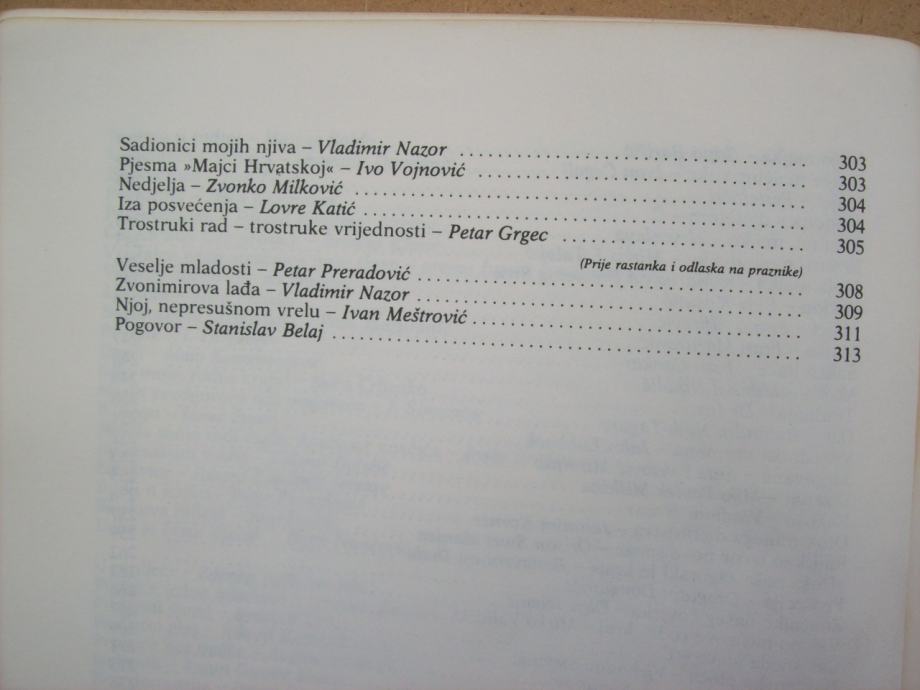 Sadionici mojih njiva – Vladimir Nazor ........................................ 303
Pjesma »Majci Hrvatskoj« – Ivo Vojnović ........................................ 303
Nedjelja – Zvonko Milković ........................................ 304
Iza posvećenja – Lovre Katić ........................................ 304
Trostruki rad – trostruke vrijednosti – Petar Grgec ........................................ 305
(Prije rastanka i odlaska na praznike)
Veselje mladosti – Petar Preradović ........................................ 308
Zvonimirova lađa – Vladimir Nazor ........................................ 309
Njoj, nepresušnom vrelu – Ivan Meštrović ........................................ 311
Pogovor – Stanislav Belaj ........................................ 313